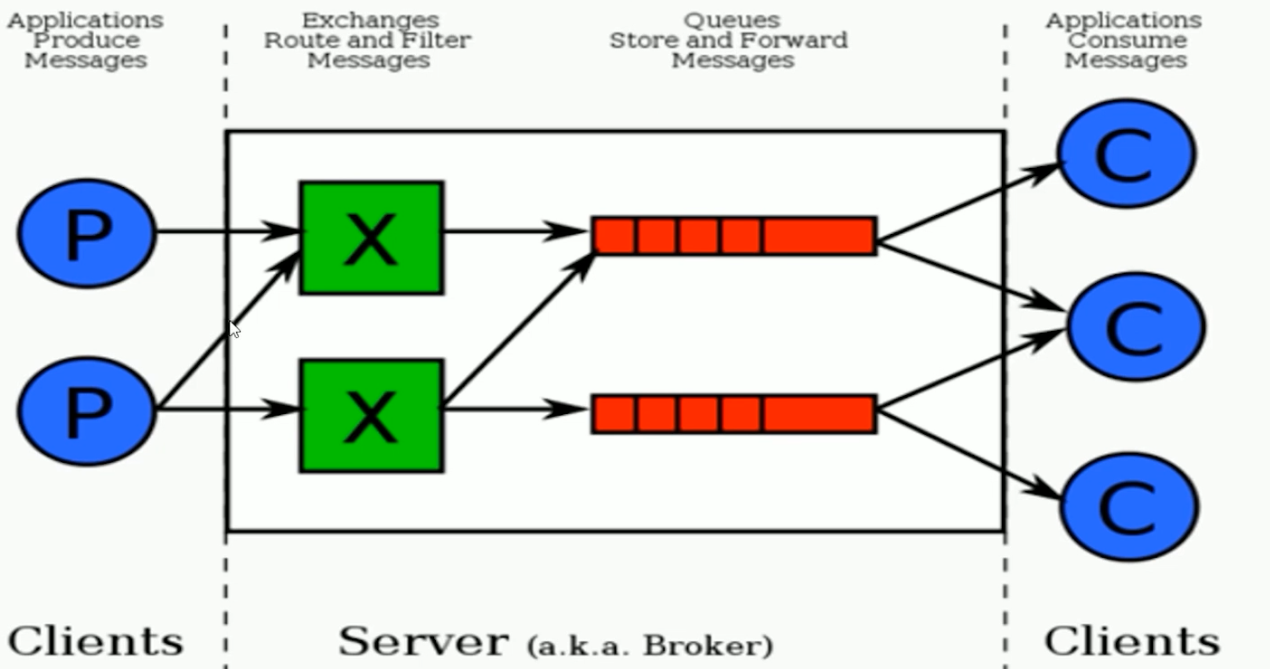 Applications
Produce
Messages
Exchanges
Route and Filter
Messages
Queues
Store and Forward
Messages
Applications
Consume
Messages
P
X
C
C
P
X
C
Clients
Server (a.k.a. Broker)
Clients